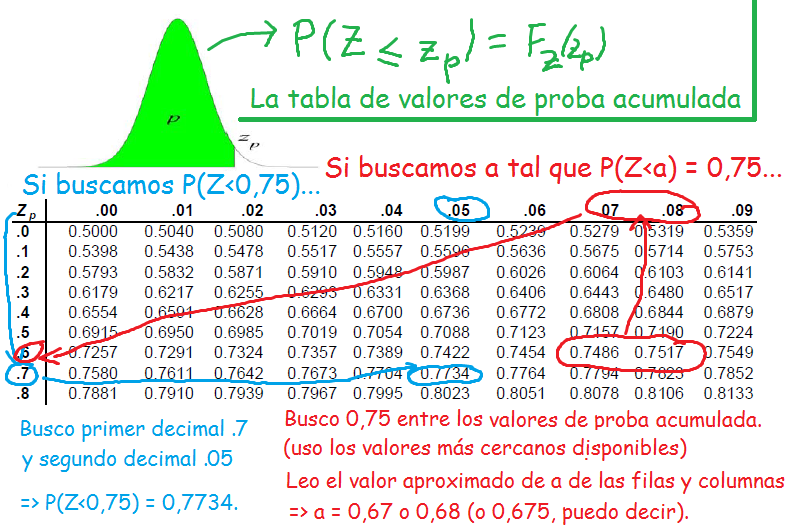 P(Z ≤ z_p) = F_Z(z_p)
La tabla de valores de proba acumulada
p
z_p
Si buscamos a tal que P(Z<a) = 0,75...
Si buscamos P(Z<0,75)...
Z_p .00 .01 .02 .03 .04 .05 .06 .07 .08 .09
.0 0.5000 0.5040 0.5080 0.5120 0.5160 0.5199 0.5239 0.5279 0.5319 0.5359
.1 0.5398 0.5438 0.5478 0.5517 0.5557 0.5596 0.5636 0.5675 0.5714 0.5753
.2 0.5793 0.5832 0.5871 0.5910 0.5948 0.5987 0.6026 0.6064 0.6103 0.6141
.3 0.6179 0.6217 0.6255 0.6293 0.6331 0.6368 0.6406 0.6443 0.6480 0.6517
.4 0.6554 0.6591 0.6628 0.6664 0.6700 0.6736 0.6772 0.6808 0.6844 0.6879
.5 0.6915 0.6950 0.6985 0.7019 0.7054 0.7088 0.7123 0.7157 0.7190 0.7224
.6 0.7257 0.7291 0.7324 0.7357 0.7389 0.7422 0.7454 0.7486 0.7517 0.7549
.7 0.7580 0.7611 0.7642 0.7673 0.7704 0.7734 0.7764 0.7794 0.7823 0.7852
.8 0.7881 0.7910 0.7939 0.7967 0.7995 0.8023 0.8051 0.8078 0.8106 0.8133
Busco primer decimal .7
y segundo decimal .05
=> P(Z<0,75) = 0,7734.
Busco 0,75 entre los valores de proba acumulada.
(uso los valores más cercanos disponibles)
Leo el valor aproximado de a de las filas y columnas
=> a = 0,67 o 0,68 (o 0,675, puedo decir).